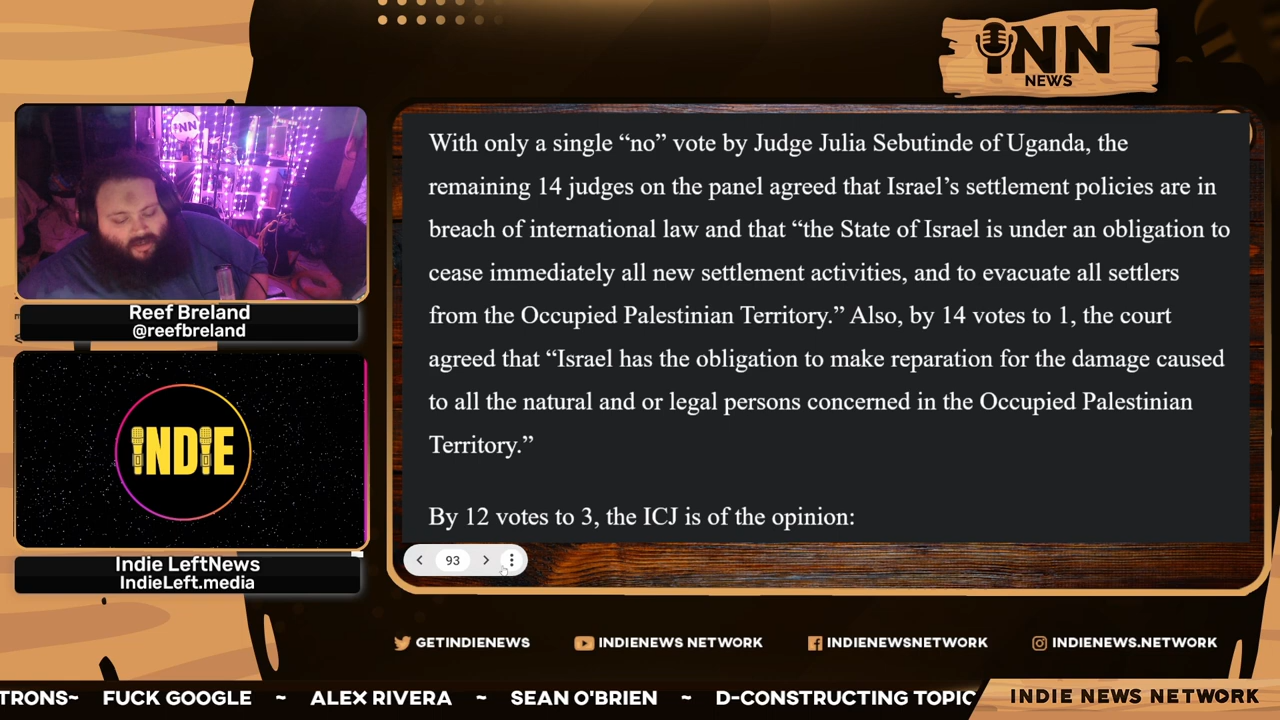 iNN
NEWS
iNN
With only a single “no” vote by Judge Julia Sebutinde of Uganda, the
remaining 14 judges on the panel agreed that Israel’s settlement policies are in
breach of international law and that “the State of Israel is under an obligation to
cease immediately all new settlement activities, and to evacuate all settlers
from the Occupied Palestinian Territory.” Also, by 14 votes to 1, the court
agreed that “Israel has the obligation to make reparation for the damage caused
to all the natural and or legal persons concerned in the Occupied Palestinian
Territory.”
By 12 votes to 3, the ICJ is of the opinion:
93
Reef Breland
@reefbreland
INDIE
Indie LeftNews
IndieLeft.media
GETINDIENEWS
INDIENEWS NETWORK
INDIENEWSNETWORK
INDIENEWS.NETWORK
TRONS~ FUCK GOOGLE ~ ALEX RIVERA ~ SEAN O'BRIEN ~ D-CONSTRUCTING TOPIC
INDIE NEWS NETWORK